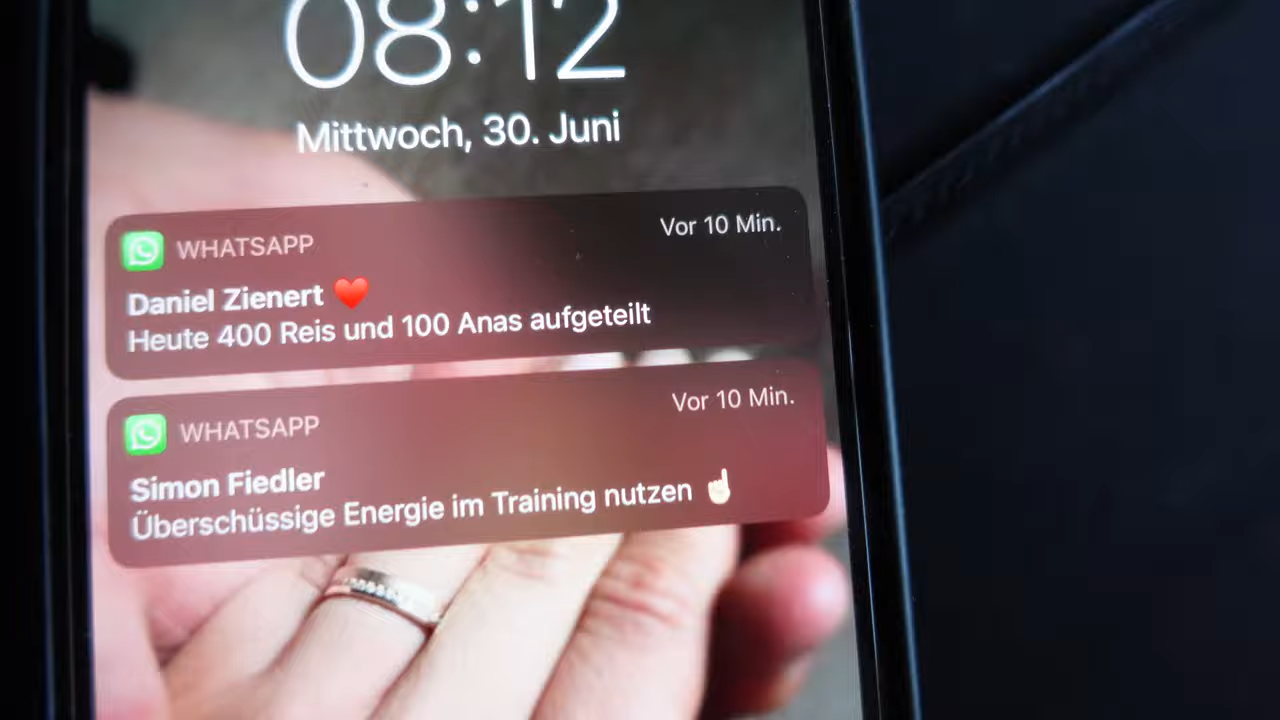 08:12
Mittwoch, 30. Juni
WHATSAPP
Vor 10 Min.
Daniel Zienert ❤️
Heute 400 Reis und 100 Anas aufgeteilt
WHATSAPP
Vor 10 Min.
Simon Fiedler
Überschüssige Energie im Training nutzen ☝🏻